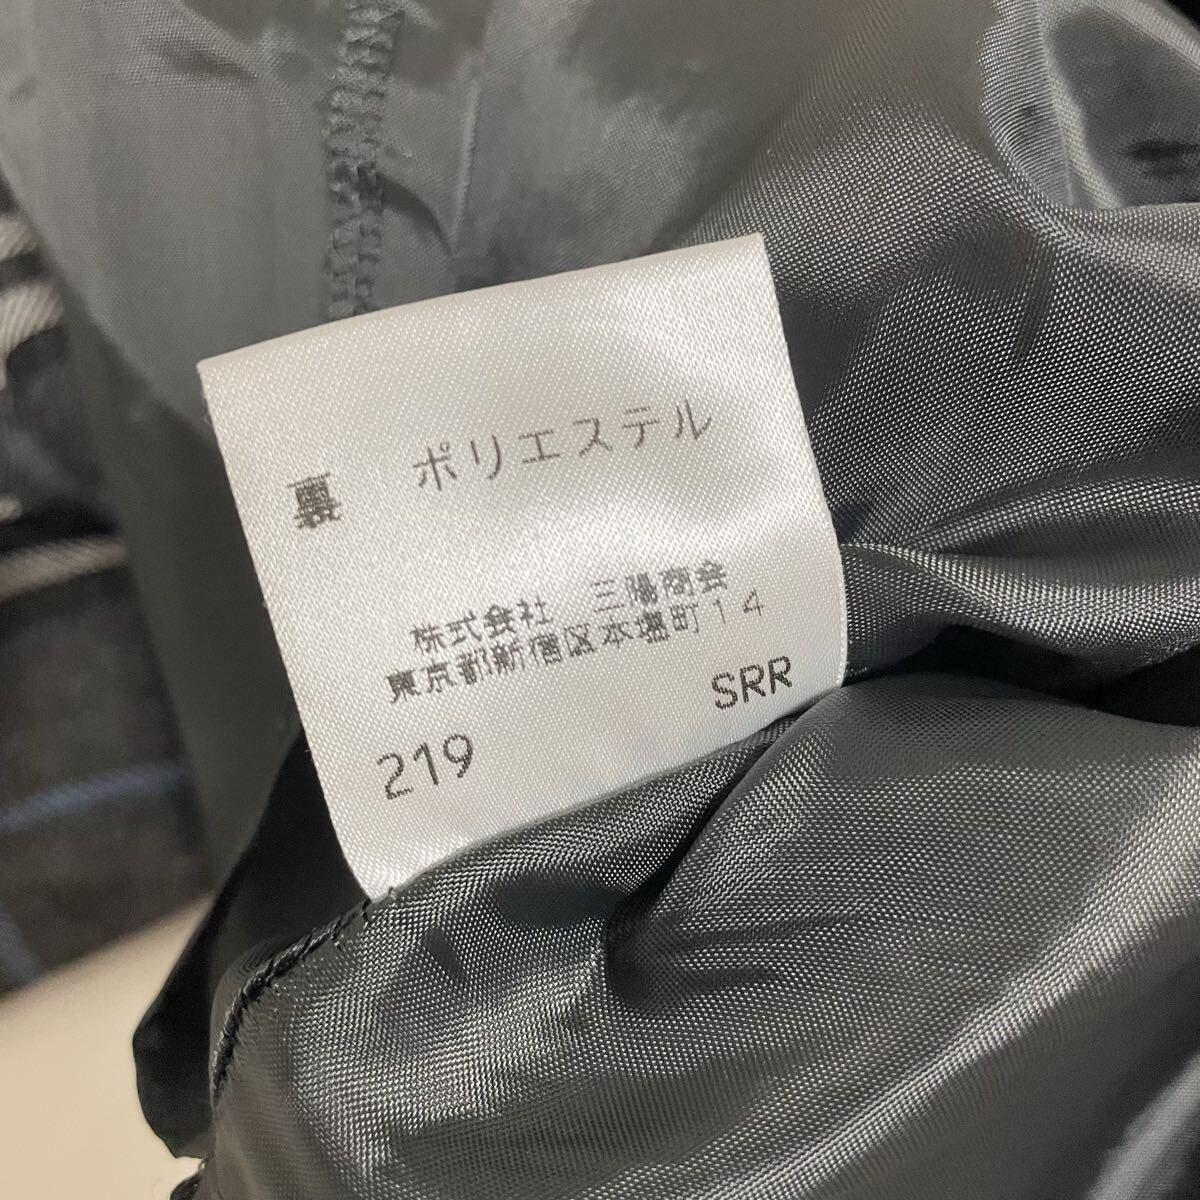 裏 ポリエステル
株式会社 三陽商会
東京都新宿区本塩町14
219 SRR